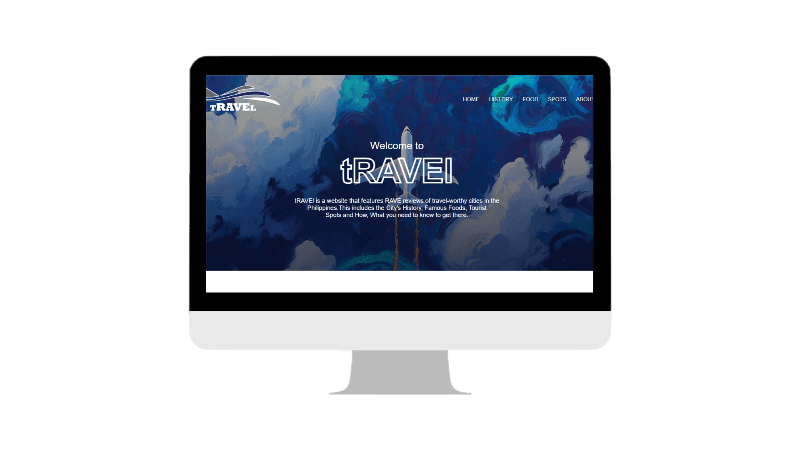 tRAVEL
HOME HISTORY FOOD SPOTS ABOUT
Welcome to
tRAVEl
tRAVEl is a website that features RAVE reviews of travel-worthy cities in the
Philippines.This includes the City's History, Famous Foods, Tourist
Spots and How, What you need to know to get there.